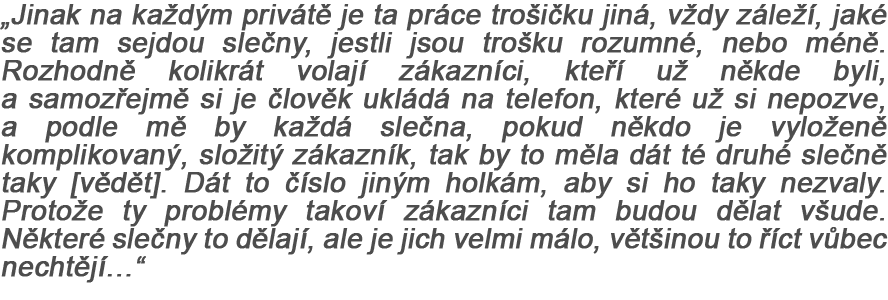 „Jinak na každým privátě je ta práce trošičku jiná, vždy záleží, jaké
se tam sejdou slečny, jestli jsou trošku rozumné, nebo méně.
Rozhodně kolikrát volají zákazníci, kteří už někde byli,
a samozřejmě si je člověk ukládá na telefon, které už si nepozve,
a podle mě by každá slečna, pokud někdo je vyloženě
komplikovaný, složitý zákazník, tak by to měla dát té druhé slečně
taky [vědět]. Dát to číslo jiným holkám, aby si ho taky nezvaly.
Protože ty problémy takoví zákazníci tam budou dělat všude.
Některé slečny to dělají, ale je jich velmi málo, většinou to říct vůbec
nechtějí…“